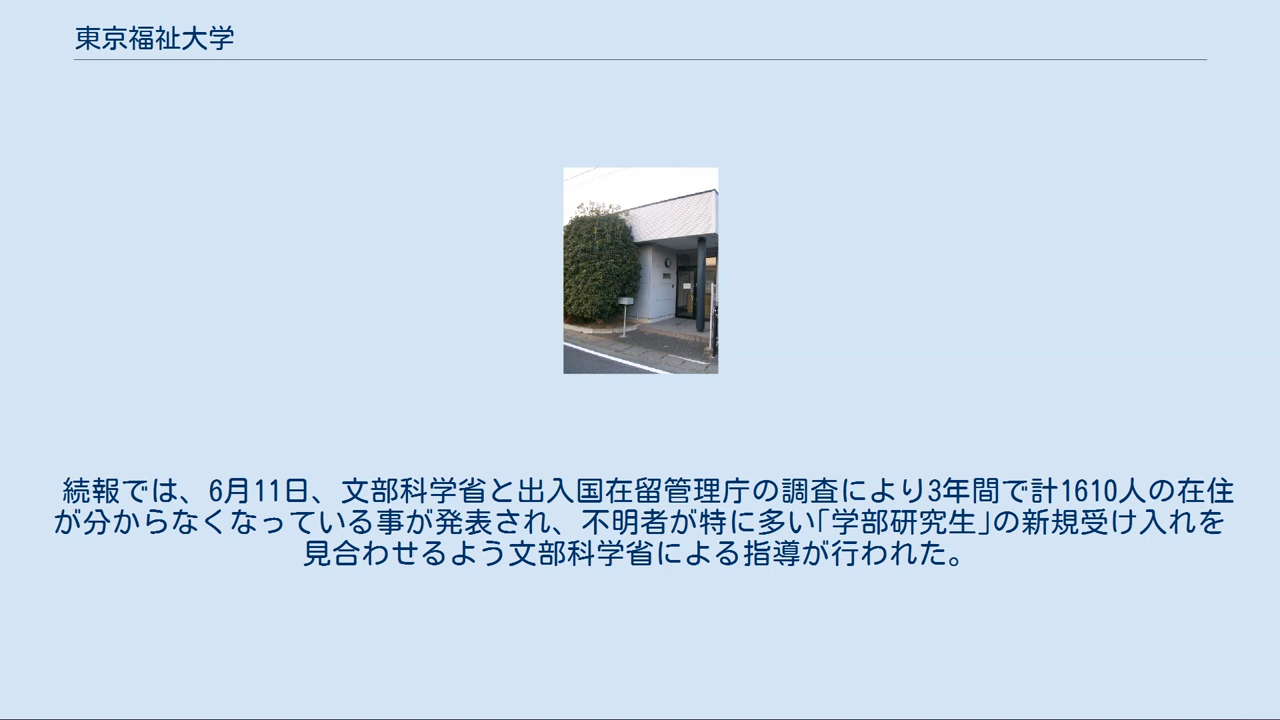 東京福祉大学
続報では、6月11日、文部科学省と出入国在留管理庁の調査により3年間で計1610人の在住
が分からなくなっている事が発表され、不明者が特に多い｢学部研究生｣の新規受け入れを
見合わせるよう文部科学省による指導が行われた。